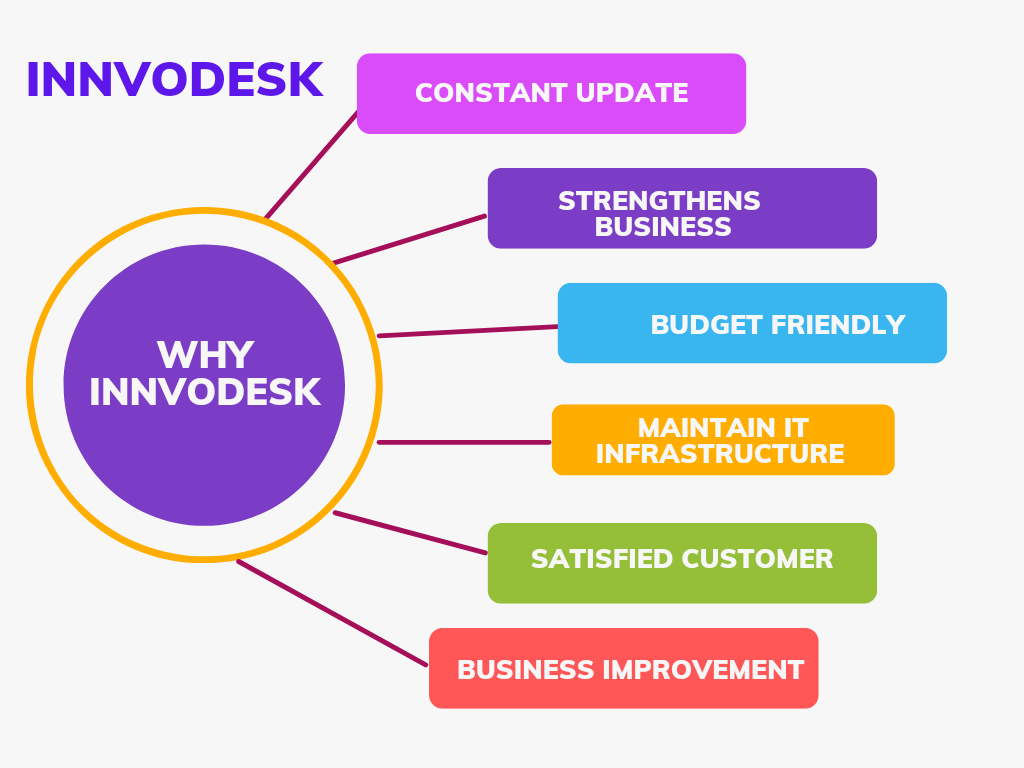 INNVODESK
CONSTANT UPDATE
STRENGTHENS
BUSINESS
BUDGET FRIENDLY
WHY
INNVODESK
MAINTAIN IT
INFRASTRUCTURE
SATISFIED CUSTOMER
BUSINESS IMPROVEMENT